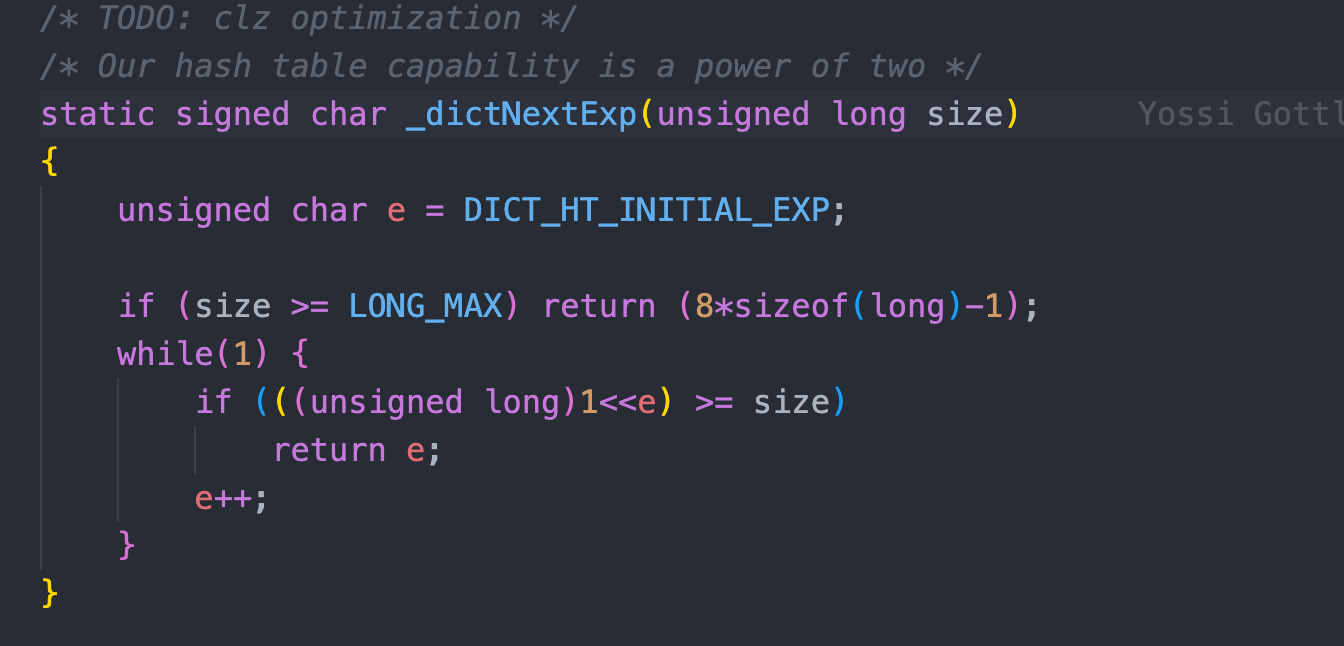 /* TODO: clz optimization */
/* Our hash table capability is a power of two */
static signed char _dictNextExp(unsigned long size) Yossi
{
unsigned char e = DICT_HT_INITIAL_EXP;
if (size >= LONG_MAX) return (8*sizeof(long)-1);
while(1) {
if (((unsigned long)1<<e) >= size)
return e;
e++;
}
}